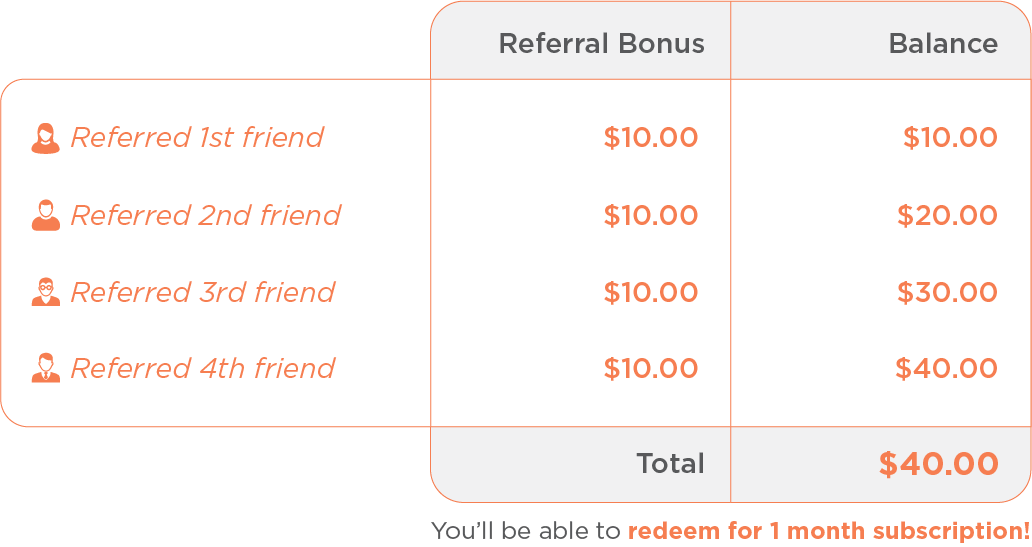 Referral Bonus Balance
Referred 1st friend $10.00 $10.00
Referred 2nd friend $10.00 $20.00
Referred 3rd friend $10.00 $30.00
Referred 4th friend $10.00 $40.00
Total $40.00
You’ll be able to redeem for 1 month subscription!